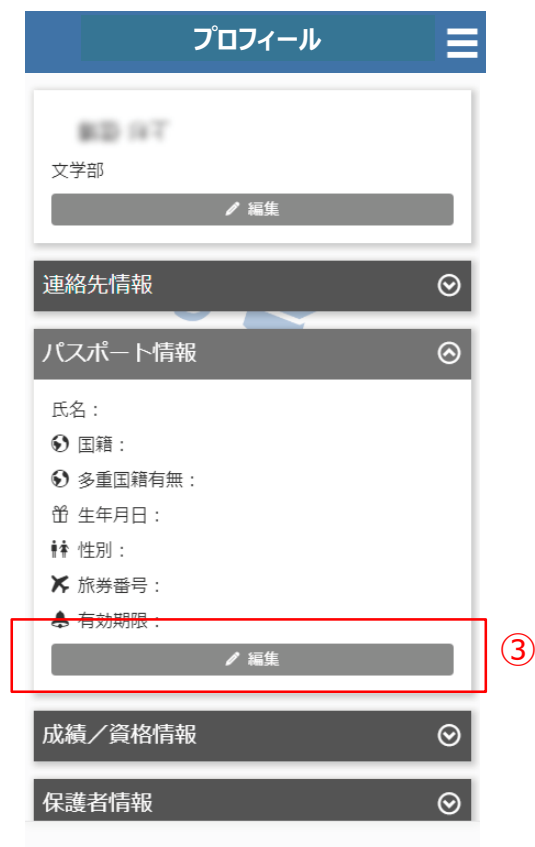 プロフィール
文学部
編集
連絡先情報
パスポート情報
氏名：
国籍：
多重国籍有無：
生年月日：
性別：
旅券番号：
有効期限：
編集
③
成績／資格情報
保護者情報